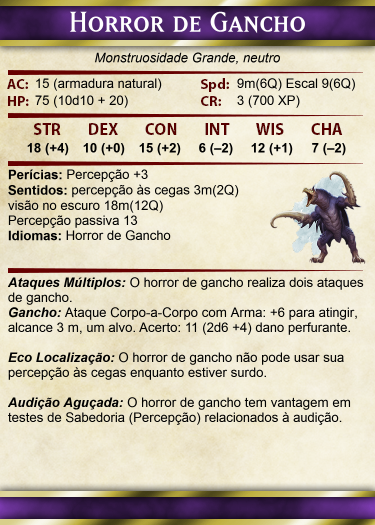 Horror de Gancho
Monstruosidade Grande, neutro
AC: 15 (armadura natural) Spd: 9m(6Q) Escal 9(6Q)
HP: 75 (10d10 + 20) CR: 3 (700 XP)
STR DEX CON INT WIS CHA
18 (+4) 10 (+0) 15 (+2) 6 (–2) 12 (+1) 7 (–2)
Perícias: Percepção +3
Sentidos: percepção às cegas 3m(2Q)
visão no escuro 18m(12Q)
Percepção passiva 13
Idiomas: Horror de Gancho
Ataques Múltiplos: O horror de gancho realiza dois ataques
de gancho.
Gancho: Ataque Corpo-a-Corpo com Arma: +6 para atingir,
alcance 3 m, um alvo. Acerto: 11 (2d6 +4) dano perfurante.
Eco Localização: O horror de gancho não pode usar sua
percepção às cegas enquanto estiver surdo.
Audição Aguçada: O horror de gancho tem vantagem em
testes de Sabedoria (Percepção) relacionados à audição.